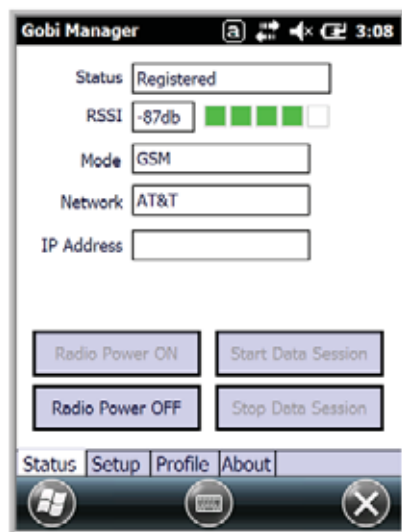 Gobi Manager a 3:08
Status Registered
RSSI -87db
Mode GSM
Network AT&T
IP Address
Radio Power ON Start Data Session
Radio Power OFF Stop Data Session
Status Setup Profile About